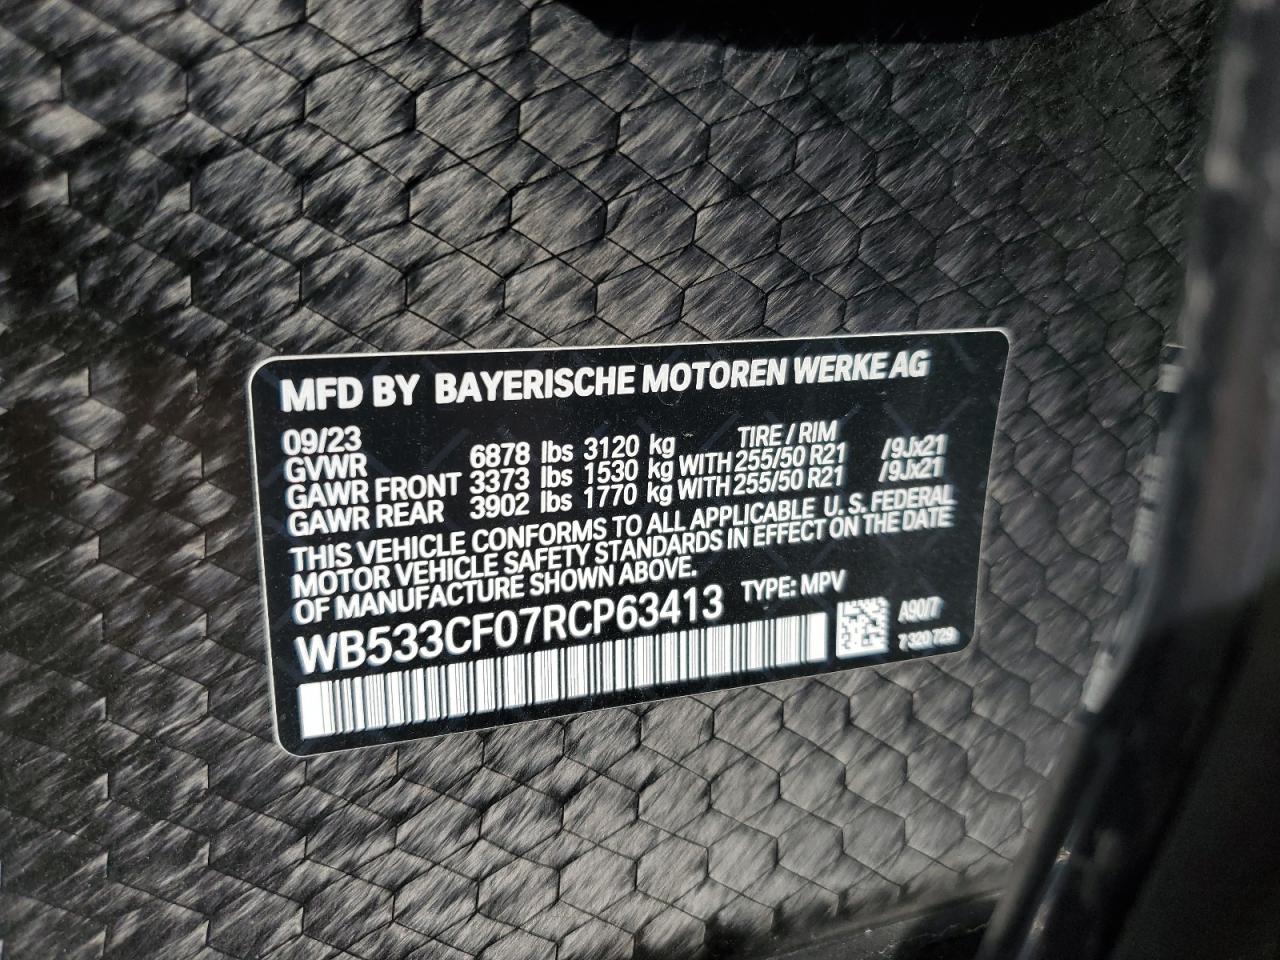 MFD BY BAYERISCHE MOTOREN WERKE AG
09/23 TIRE / RIM
GVWR 6878 lbs 3120 kg
GAWR FRONT 3373 lbs 1530 kg WITH 255/50 R21 /9Jx21
GAWR REAR 3902 lbs 1770 kg WITH 255/50 R21 /9Jx21
THIS VEHICLE CONFORMS TO ALL APPLICABLE U. S. FEDERAL
MOTOR VEHICLE SAFETY STANDARDS IN EFFECT ON THE DATE
OF MANUFACTURE SHOWN ABOVE.
WB533CF07RCP63413 TYPE: MPV
A90/7
7 320 729